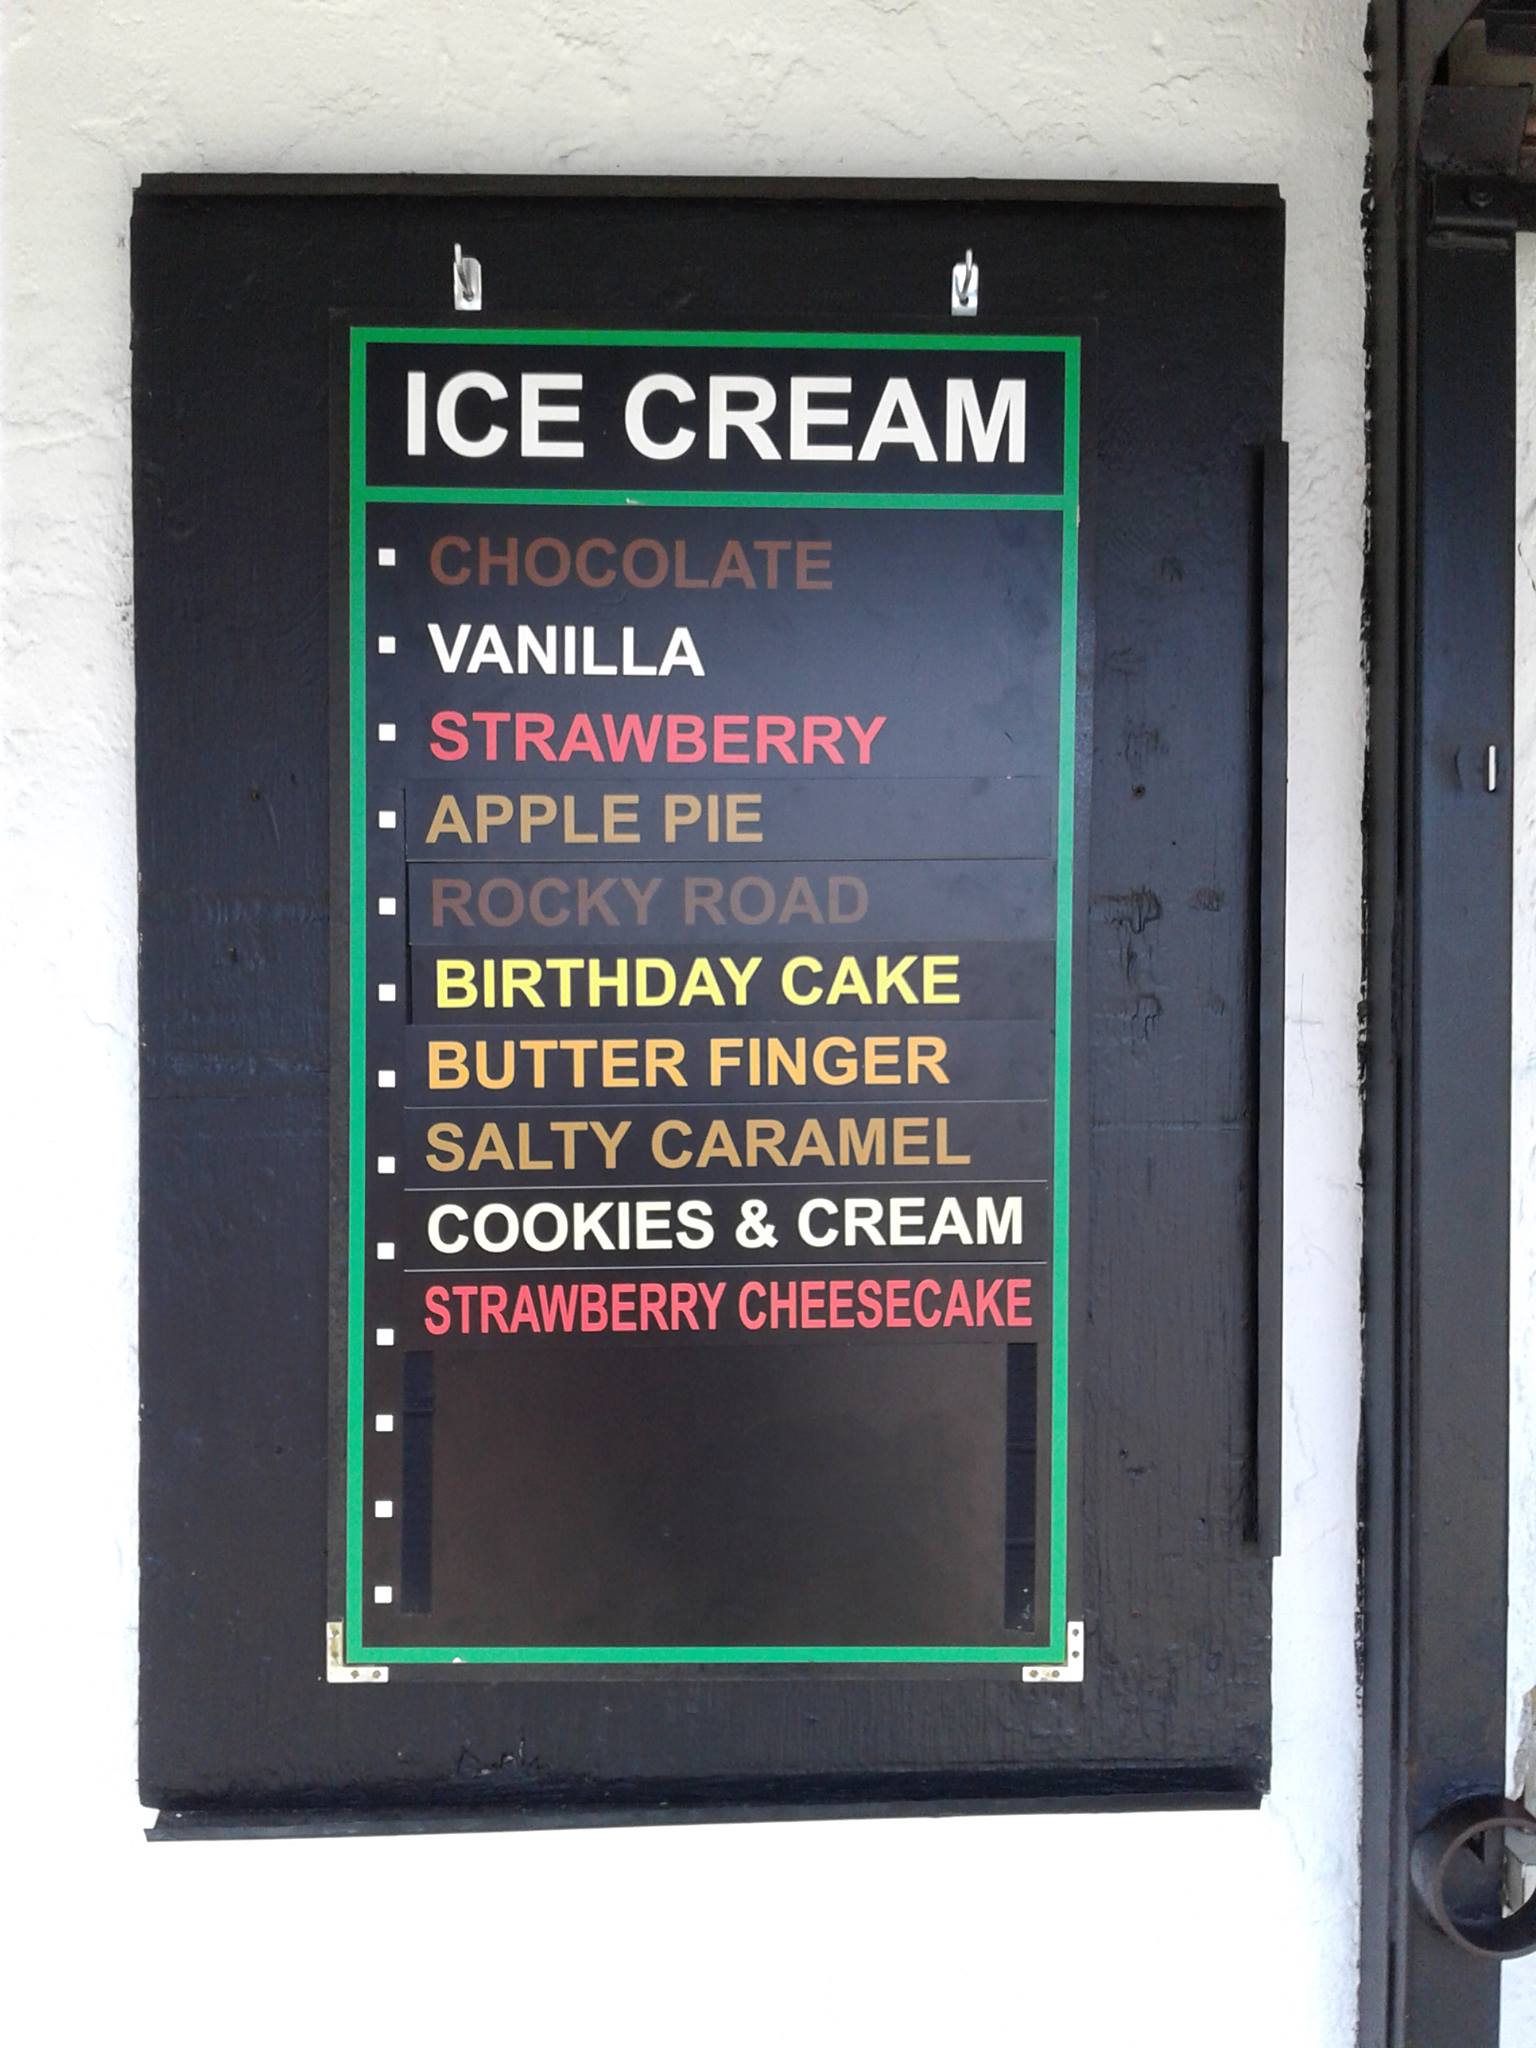 ICE CREAM
CHOCOLATE
VANILLA
STRAWBERRY
APPLE PIE
ROCKY ROAD
BIRTHDAY CAKE
BUTTER FINGER
SALTY CARAMEL
COOKIES & CREAM
STRAWBERRY CHEESECAKE